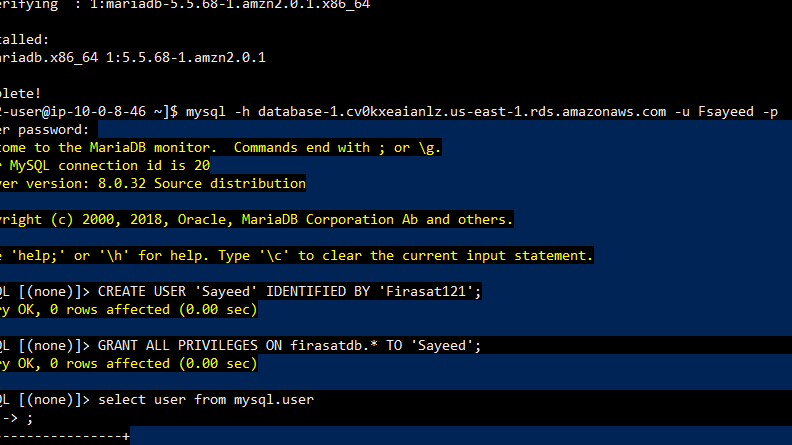 erifying  : 1:mariadb-5.5.68-1.amzn2.0.1.x86_64
alled:
ariadb.x86_64 1:5.5.68-1.amzn2.0.1
plete!
2-user@ip-10-0-8-46 ~]$ mysql -h database-1.cv0kxeaianlz.us-east-1.rds.amazonaws.com -u Fsayeed -p
er password:
come to the MariaDB monitor.  Commands end with ; or \g.
r MySQL connection id is 20
ver version: 8.0.32 Source distribution
yright (c) 2000, 2018, Oracle, MariaDB Corporation Ab and others.
e 'help;' or '\h' for help. Type '\c' to clear the current input statement.
QL [(none)]> CREATE USER 'Sayeed' IDENTIFIED BY 'Firasat121';
ry OK, 0 rows affected (0.00 sec)
QL [(none)]> GRANT ALL PRIVILEGES ON firasatdb.* TO 'Sayeed';
ry OK, 0 rows affected (0.00 sec)
QL [(none)]> select user from mysql.user
-> ;
----------------+